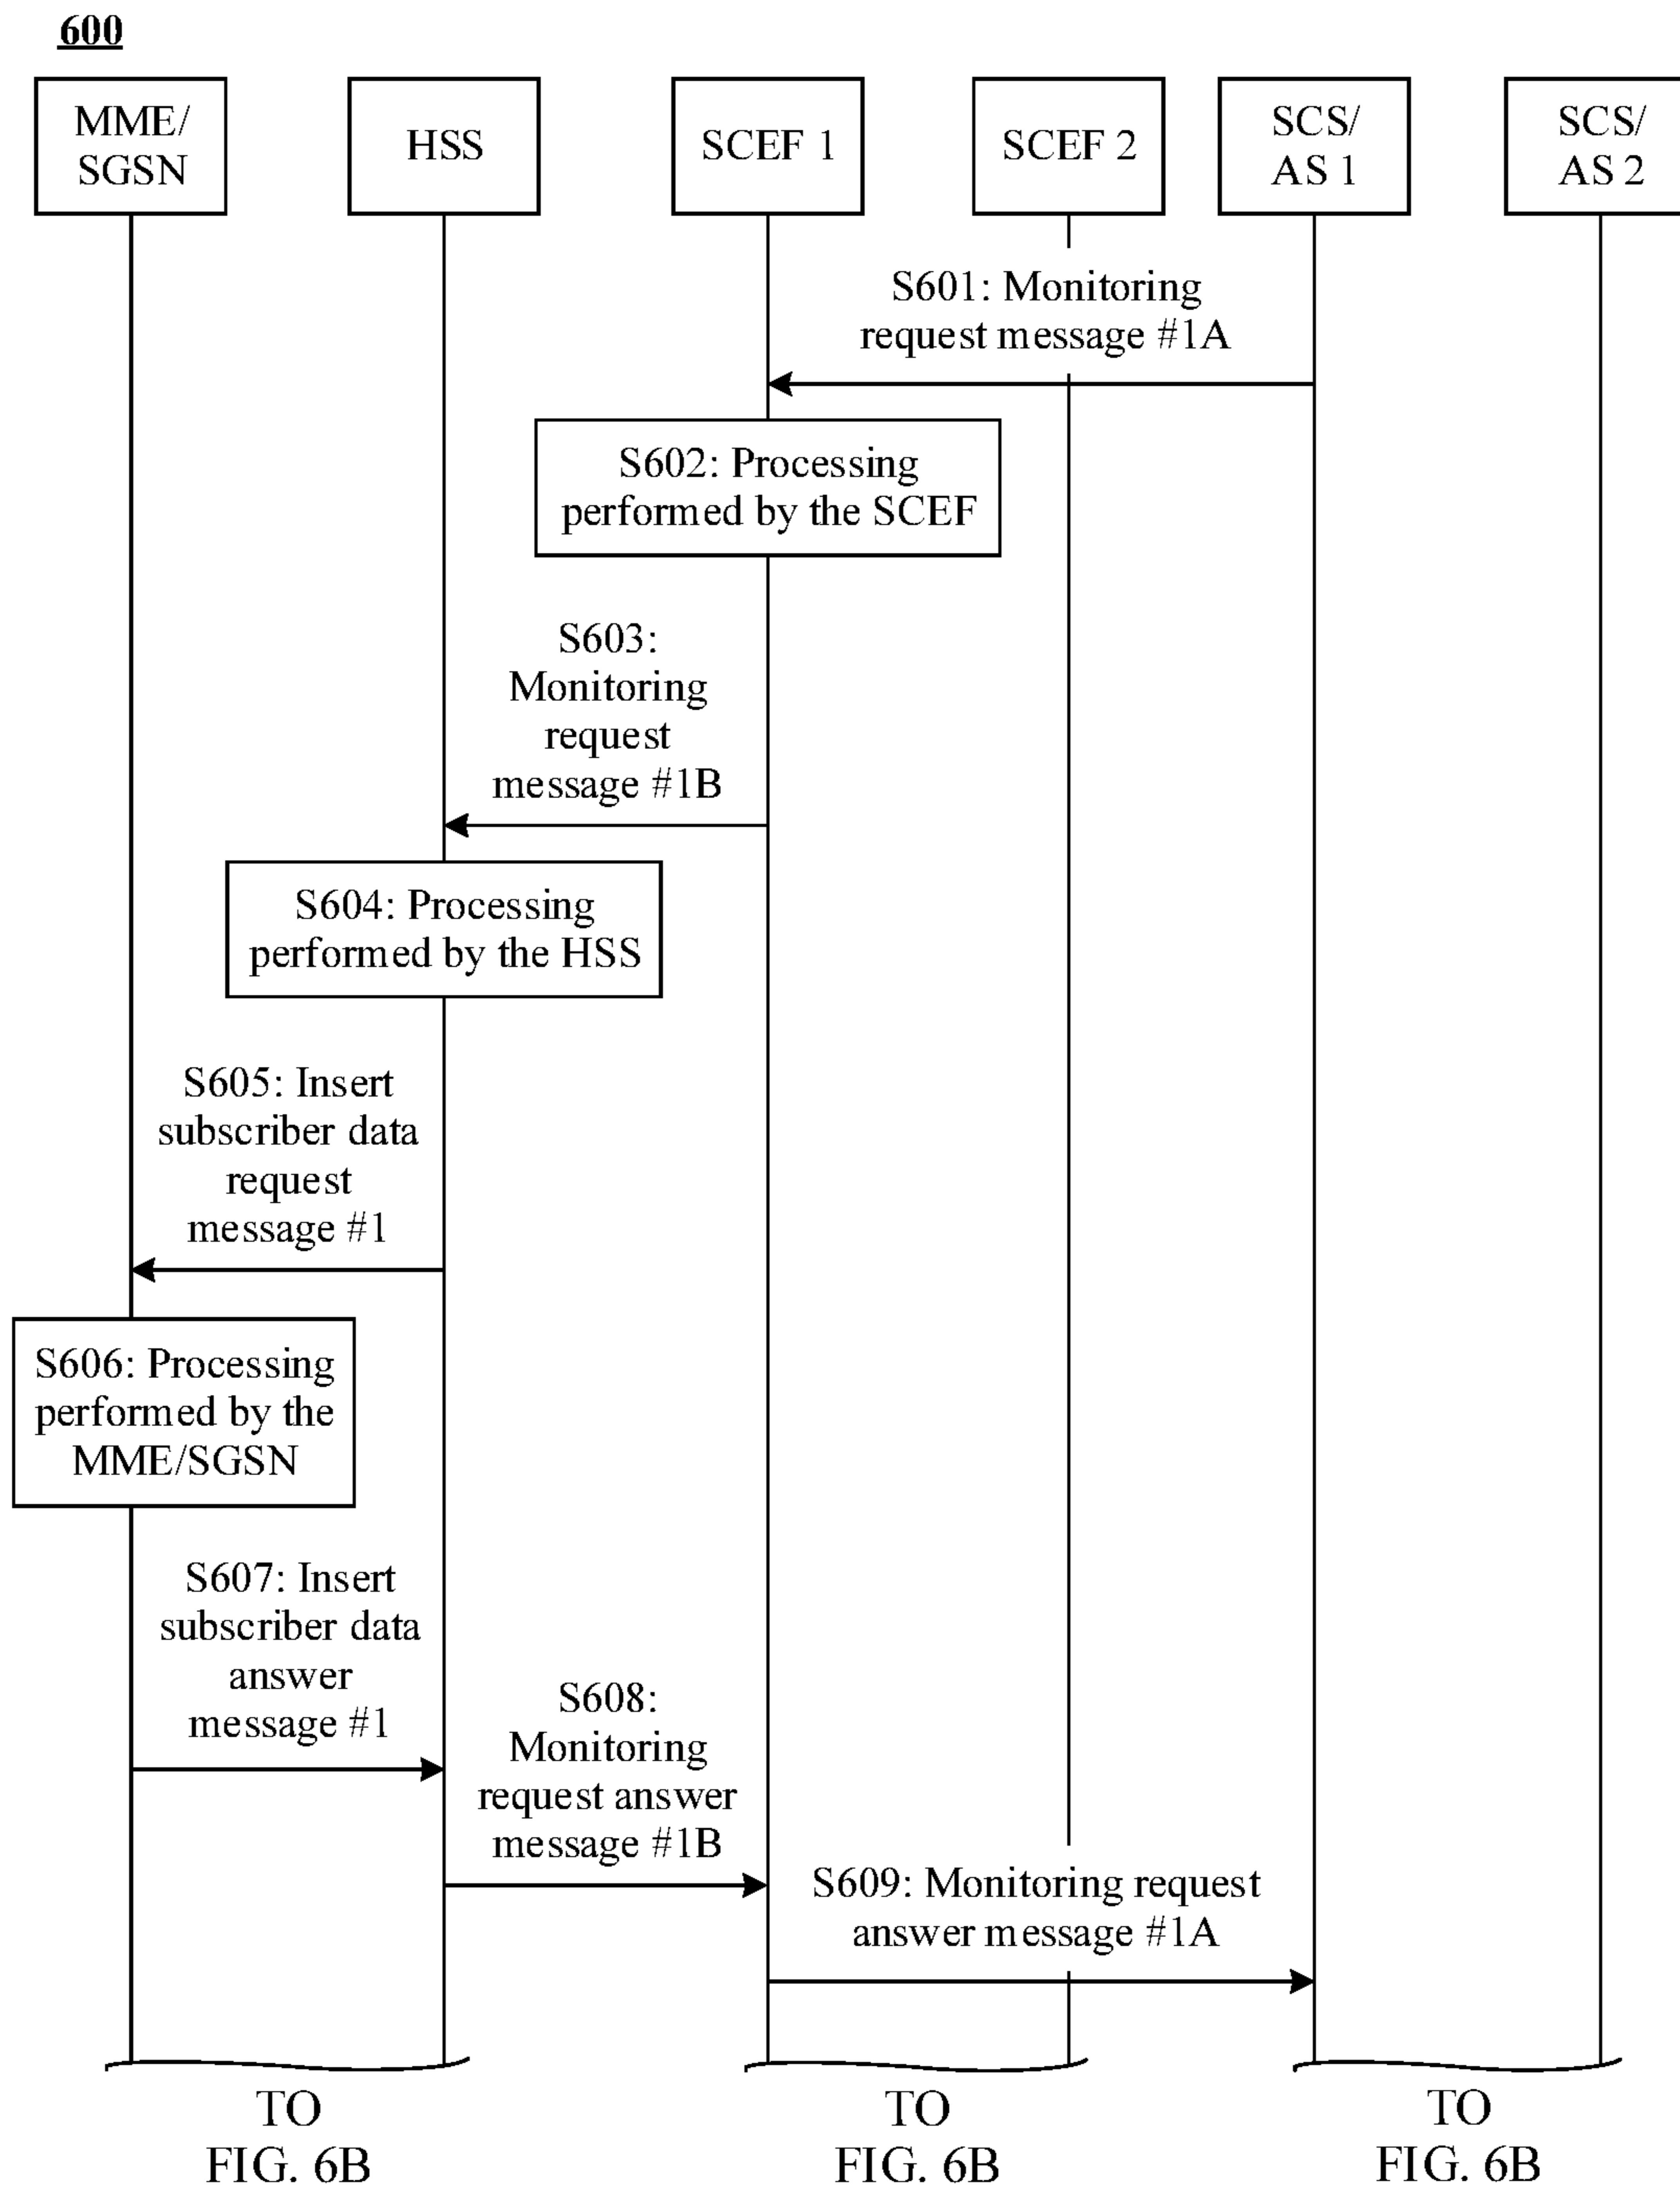 600
MME/
SGSN
HSS
SCEF 1
SCEF 2
SCS/
AS 1
SCS/
AS 2
S601: Monitoring
request message #1A
S602: Processing
performed by the SCEF
S603:
Monitoring
request
message #1B
S604: Processing
performed by the HSS
S605: Insert
subscriber data
request
message #1
S606: Processing
performed by the
MME/SGSN
S607: Insert
subscriber data
answer
message #1
S608:
Monitoring
request answer
message #1B
S609: Monitoring request
answer message #1A
TO
FIG. 6B
TO
FIG. 6B
TO
FIG. 6B